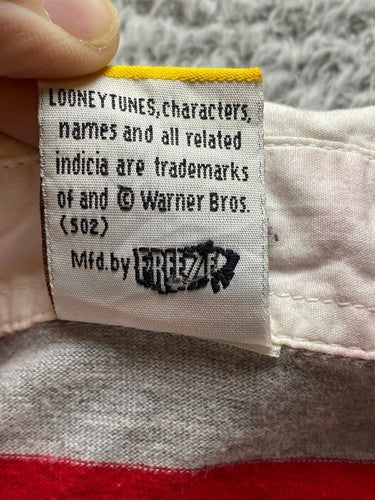 LOONEY TUNES, characters,
names and all related
indicia are trademarks
of and © Warner Bros.
(S02)
Mfd. by FREEZE